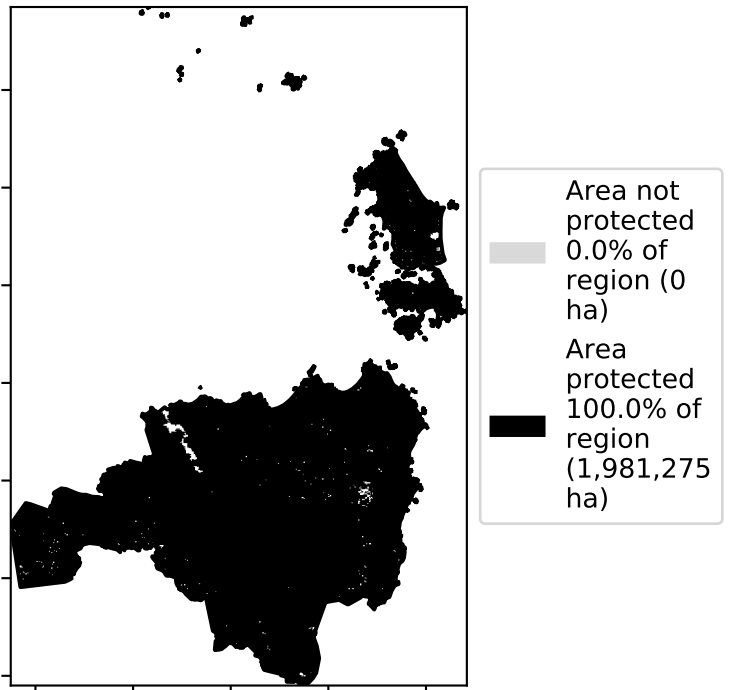 Area not
protected
0.0% of
region (0
ha)
Area
protected
100.0% of
region
(1,981,275
ha)